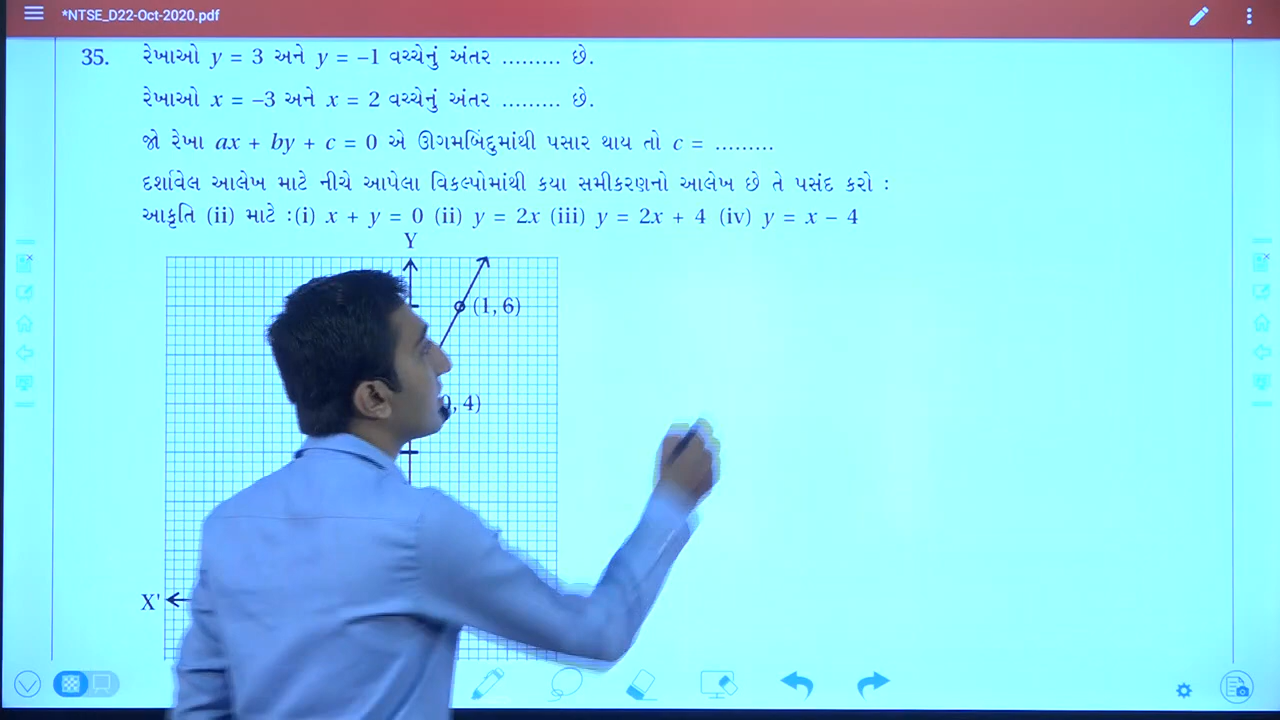 *NTSE_D22-Oct-2020.pdf
35. રેખાઓ y = 3 અને y = –1 વચ્ચેનું અંતર ......... છે.
રેખાઓ x = –3 અને x = 2 વચ્ચેનું અંતર ......... છે.
જો રેખા ax + by + c = 0 એ ઊગમબિંદુમાંથી પસાર થાય તો c = .........
દર્શાવેલ આલેખ માટે નીચે આપેલા વિકલ્પોમાંથી કયા સમીકરણનો આલેખ છે તે પસંદ કરો :
આકૃતિ (ii) માટે :(i) x + y = 0 (ii) y = 2x (iii) y = 2x + 4 (iv) y = x – 4
Y
(1, 6)
, 4)
X'